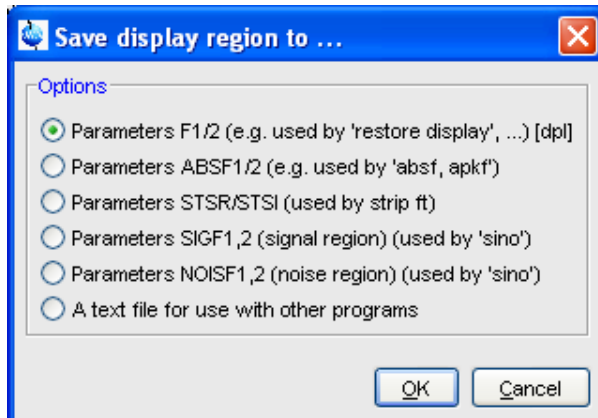 Save display region to ...
Options
Parameters F1/2 (e.g. used by 'restore display', ...) [dpl]
Parameters ABSF1/2 (e.g. used by 'absf, apkf')
Parameters STSR/STSI (used by strip ft)
Parameters SIGF1,2 (signal region) (used by 'sino')
Parameters NOISF1,2 (noise region) (used by 'sino')
A text file for use with other programs
OK
Cancel